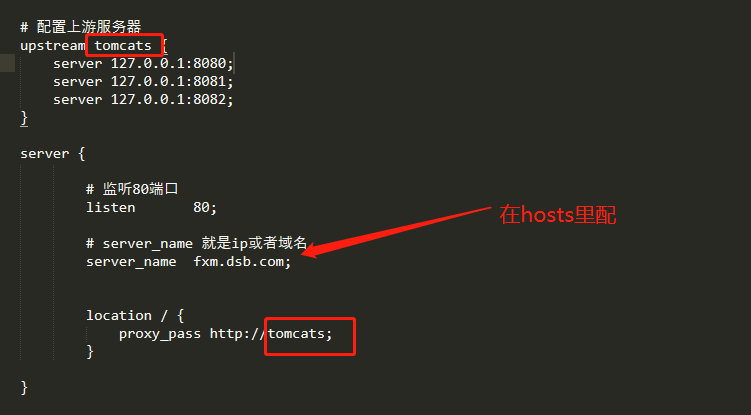 # 配置上游服务器
upstream tomcats {
server 127.0.0.1:8080;
server 127.0.0.1:8081;
server 127.0.0.1:8082;
}
server {
# 监听80端口
listen 80;
在hosts里配
# server_name 就是ip或者域名
server_name fxm.dsb.com;
location / {
proxy_pass http://tomcats;
}
}